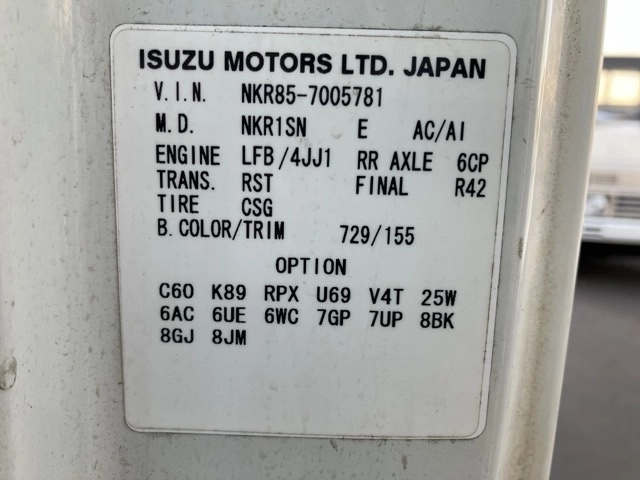 ISUZU MOTORS LTD. JAPAN
V.I.N. NKR85-7005781
M.D. NKR1SN E AC/AI
ENGINE LFB/4JJ1 RR AXLE 6CP
TRANS. RST FINAL R42
TIRE CSG
B.COLOR/TRIM 729/155
OPTION
C60 K89 RPX U69 V4T 25W
6AC 6UE 6WC 7GP 7UP 8BK
8GJ 8JM